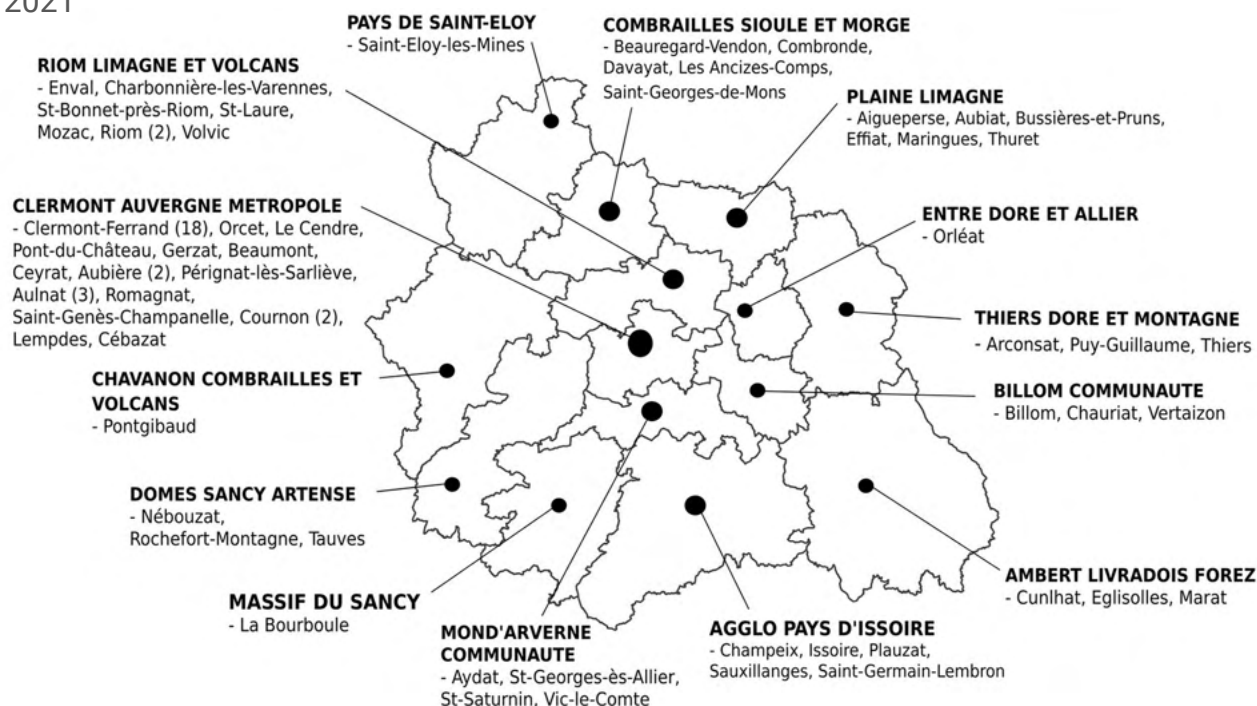 2021
PAYS DE SAINT-ELOY
- Saint-Eloy-les-Mines
COMBRAILLES SIOULE ET MORGE
- Beauregard-Vendon, Combronde,
Davayat, Les Ancizes-Comps,
Saint-Georges-de-Mons
RIOM LIMAGNE ET VOLCANS
- Enval, Charbonnière-les-Varennes,
St-Bonnet-près-Riom, St-Laure,
Mozac, Riom (2), Volvic
PLAINE LIMAGNE
- Aigueperse, Aubiat, Bussières-et-Pruns,
Effiat, Maringues, Thuret
CLERMONT AUVERGNE METROPOLE
- Clermont-Ferrand (18), Orcet, Le Cendre,
Pont-du-Château, Gerzat, Beaumont,
Ceyrat, Aubière (2), Pérignat-lès-Sarliève,
Aulnat (3), Romagnat,
Saint-Genès-Champanelle, Cournon (2),
Lempdes, Cébazat
ENTRE DORE ET ALLIER
- Orléat
THIERS DORE ET MONTAGNE
- Arconsat, Puy-Guillaume, Thiers
CHAVANON COMBRAILLES ET
VOLCANS
- Pontgibaud
BILLOM COMMUNAUTE
- Billom, Chauriat, Vertaizon
DOMES SANCY ARTENSE
- Nébouzat,
Rochefort-Montagne, Tauves
MASSIF DU SANCY
- La Bourboule
MOND'ARVERNE
COMMUNAUTE
- Aydat, St-Georges-ès-Allier,
St-Saturnin, Vic-le-Comte
AGGLO PAYS D'ISSOIRE
- Champeix, Issoire, Plauzat,
Sauxillanges, Saint-Germain-Lembron
AMBERT LIVRADOIS FOREZ
- Cunlhat, Eglisolles, Marat